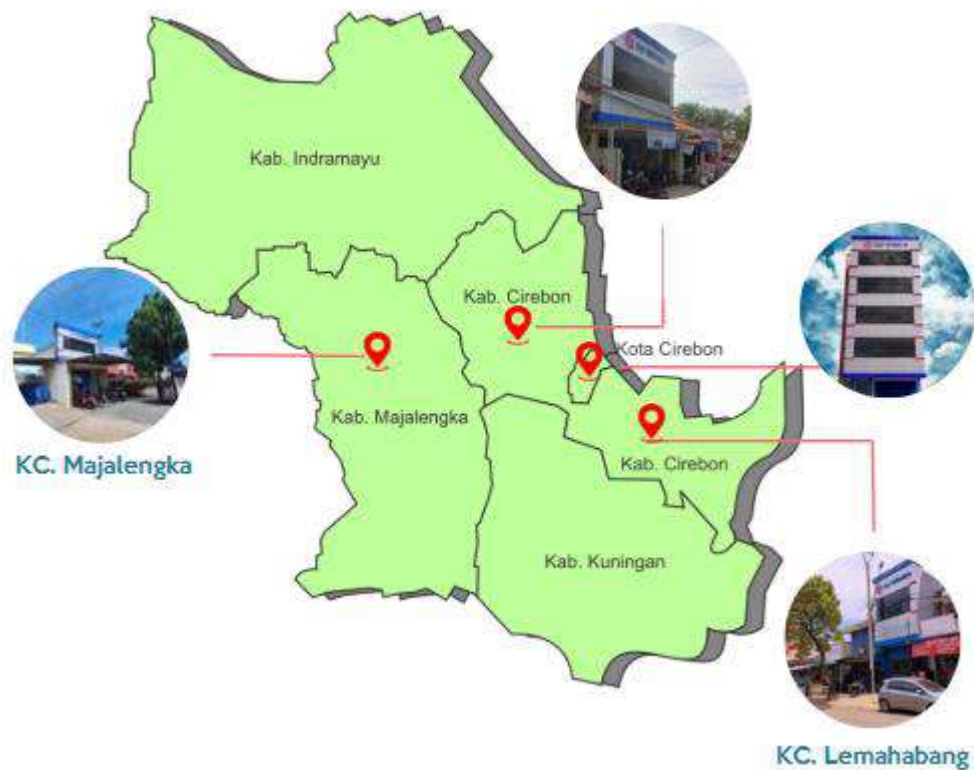 Kab. Indramayu
Kab. Cirebon
Kota Cirebon
Kab. Majalengka
KC. Majalengka
Kab. Cirebon
Kab. Kuningan
KC. Lemahabang